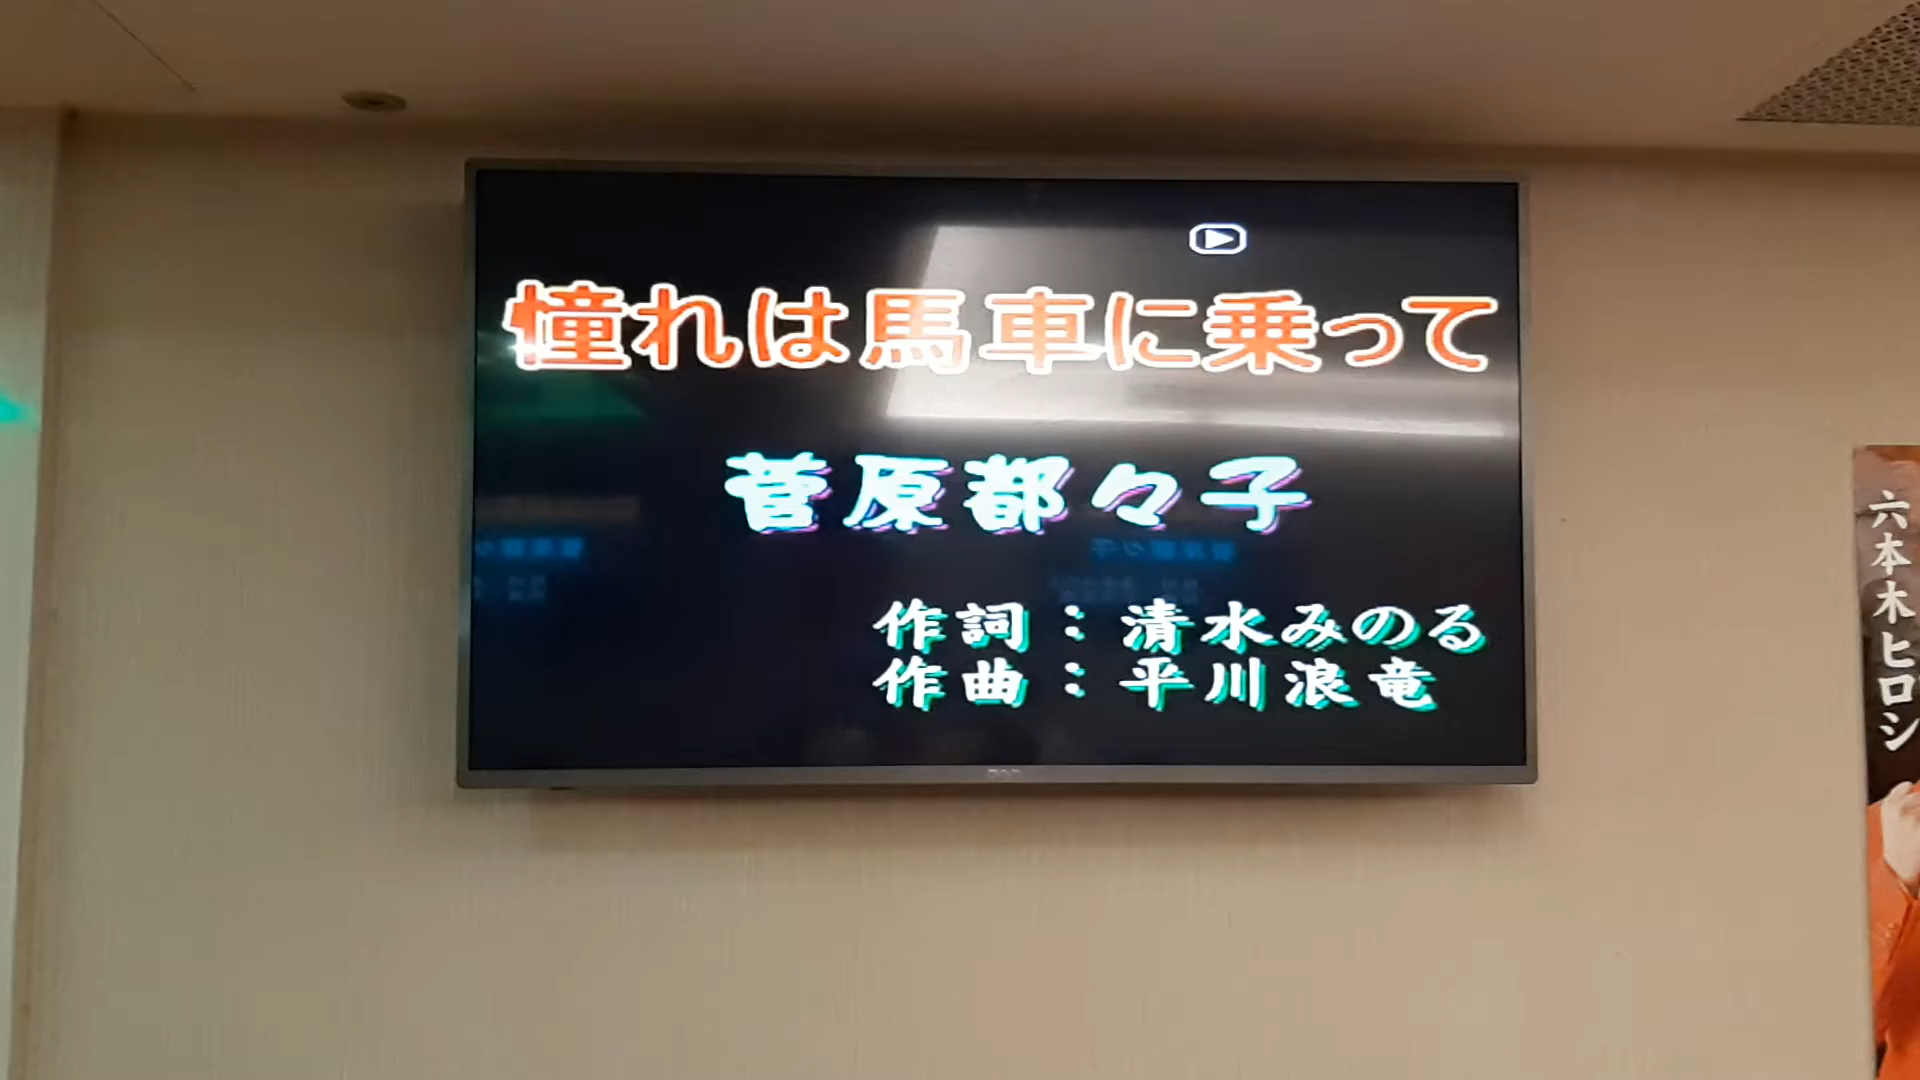 憧れは馬車に乗って
菅原都々子
作詞：清水みのる
作曲：平川浪竜
六本木ヒロシ